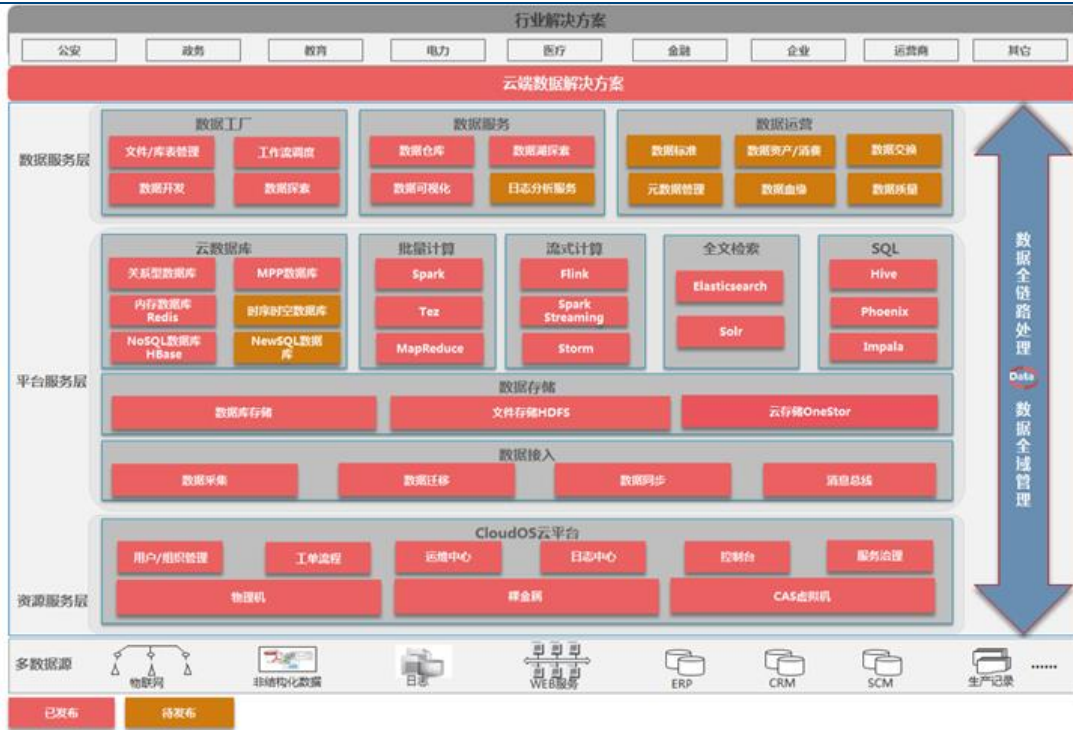 行业解决方案
公安 政务 教育 电力 医疗 金融 企业 运营商 其它
云端数据解决方案
数据服务层
数据工厂
文件/库表管理 工作流调度
数据开发 数据探索
数据服务
数据仓库 数据湖探索
数据可视化 日志分析服务
数据运营
数据标准 数据资产/消费 数据交换
元数据管理 数据血缘 数据质量
平台服务层
云数据库
关系型数据库 MPP数据库
内存数据库
Redis
时序时空数据库
NoSQL数据库
HBase
NewSQL数据
库
批量计算
Spark
Tez
MapReduce
流式计算
Flink
Spark
Streaming
Storm
全文检索
Elasticsearch
Solr
SQL
Hive
Phoenix
Impala
数据存储
数据库存储 文件存储HDFS 云存储OneStor
数据接入
数据采集 数据迁移 数据同步 消息总线
资源服务层
CloudOS云平台
用户/组织管理 工单流程 运维中心 日志中心 控制台 服务治理
物理机 裸金属 CAS虚拟机
数据全链路处理
Data
数据全域管理
多数据源
物联网 非结构化数据 日志 WEB服务 ERP CRM SCM 生产记录 ......
已发布 待发布